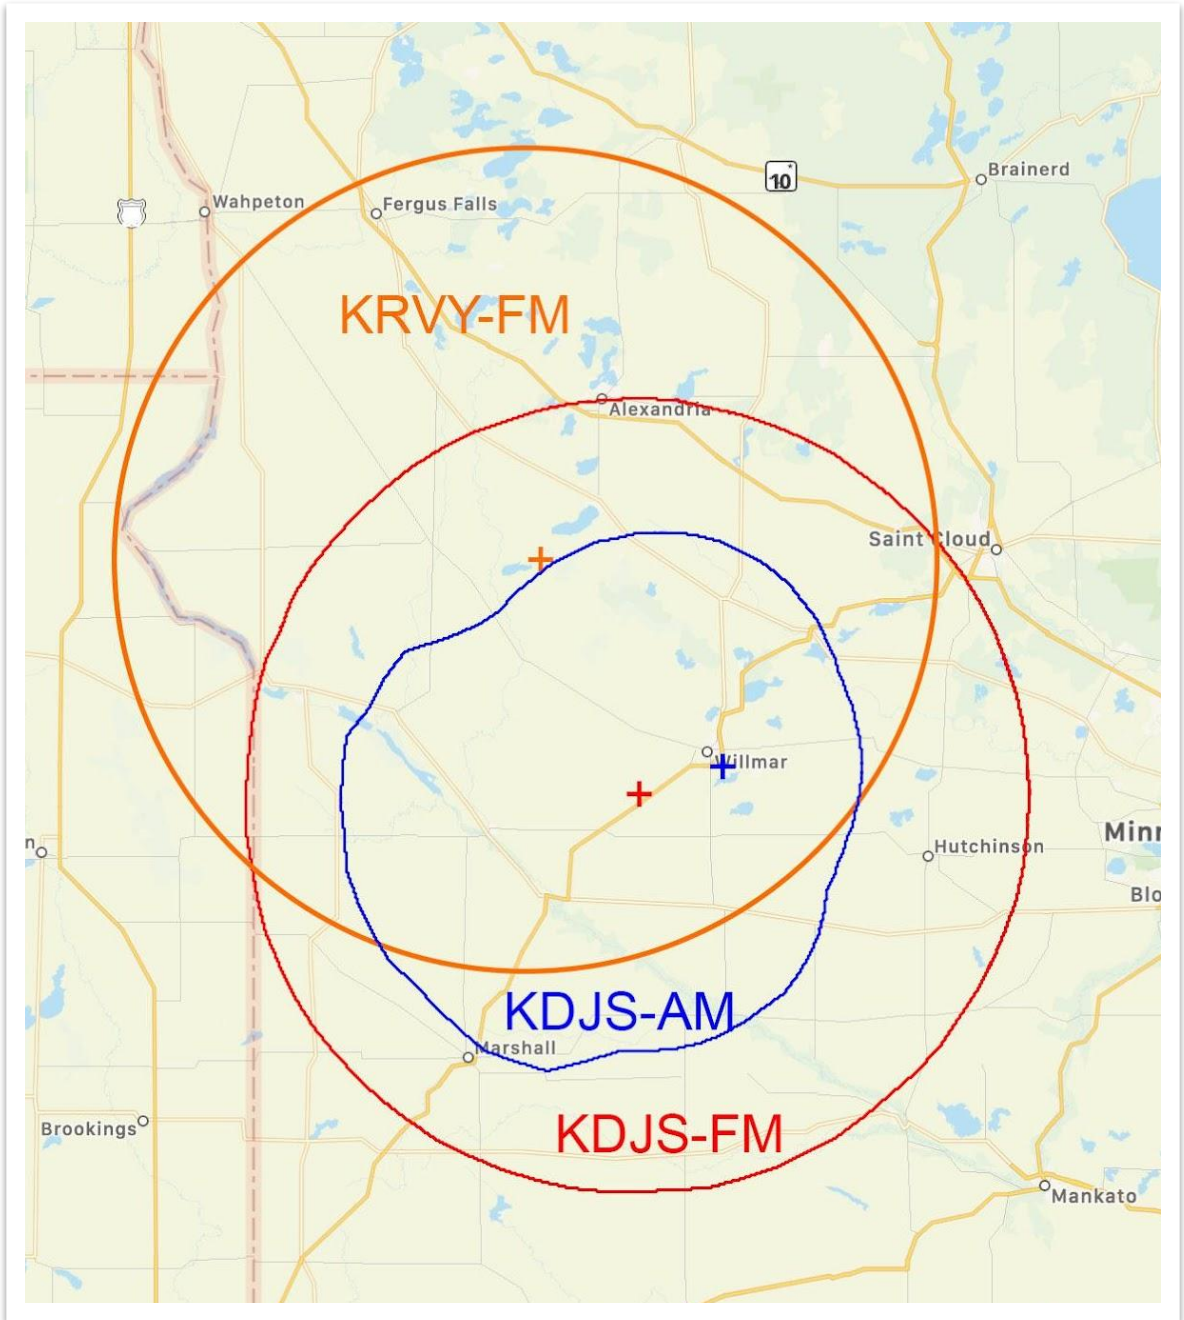 Brainerd
10
Wahpeton
Fergus Falls
KRVY-FM
Alexandria
Saint Cloud
Willmar
Minn
n
Hutchinson
Blo
KDJS-AM
Marshall
Brookings
KDJS-FM
Mankato